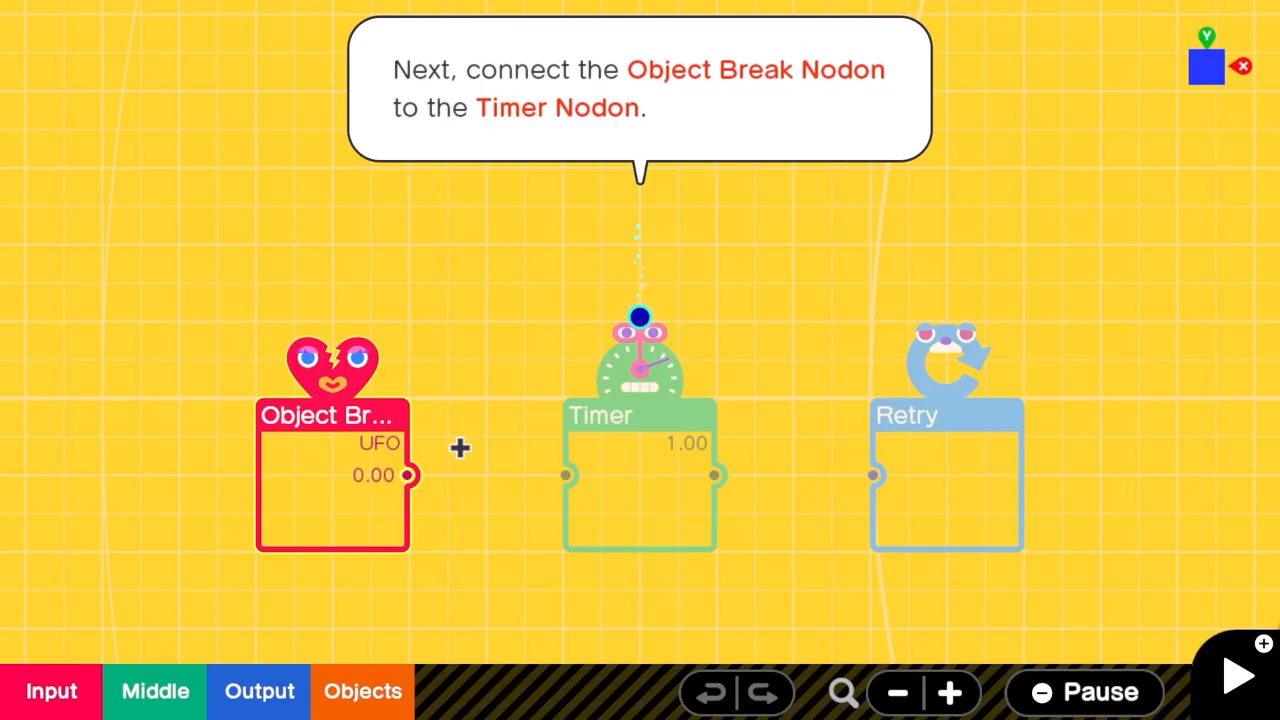 Next, connect the Object Break Nodon
to the Timer Nodon.
Y
X
Object Br...
UFO
0.00
Timer
1.00
Retry
Input
Middle
Output
Objects
Pause